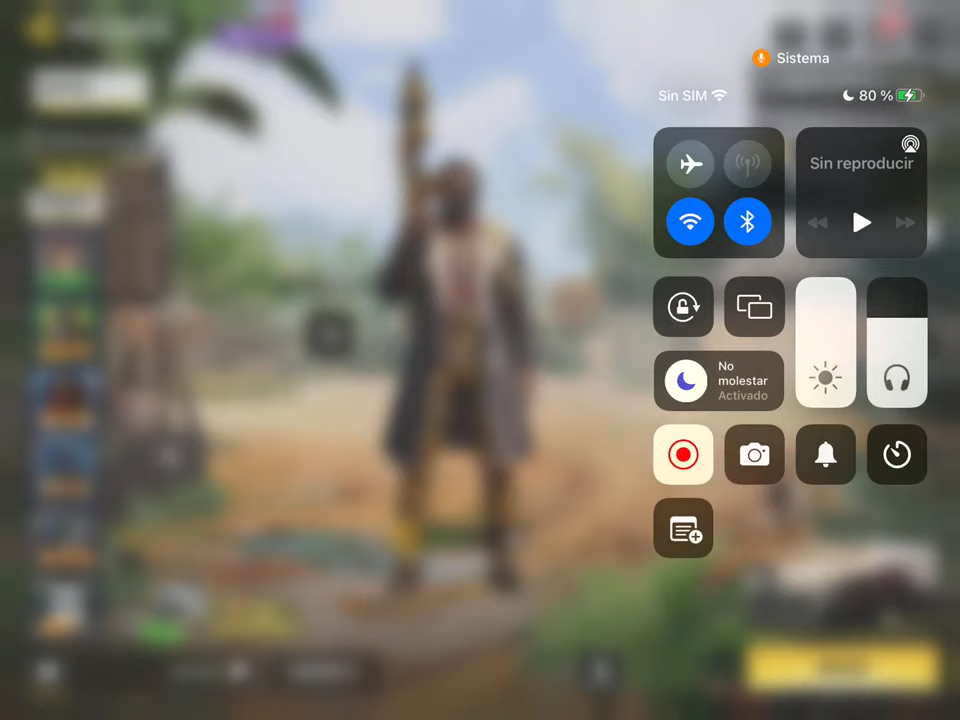 Sistema
Sin SIM
80 %
Sin reproducir
No
molestar
Activado